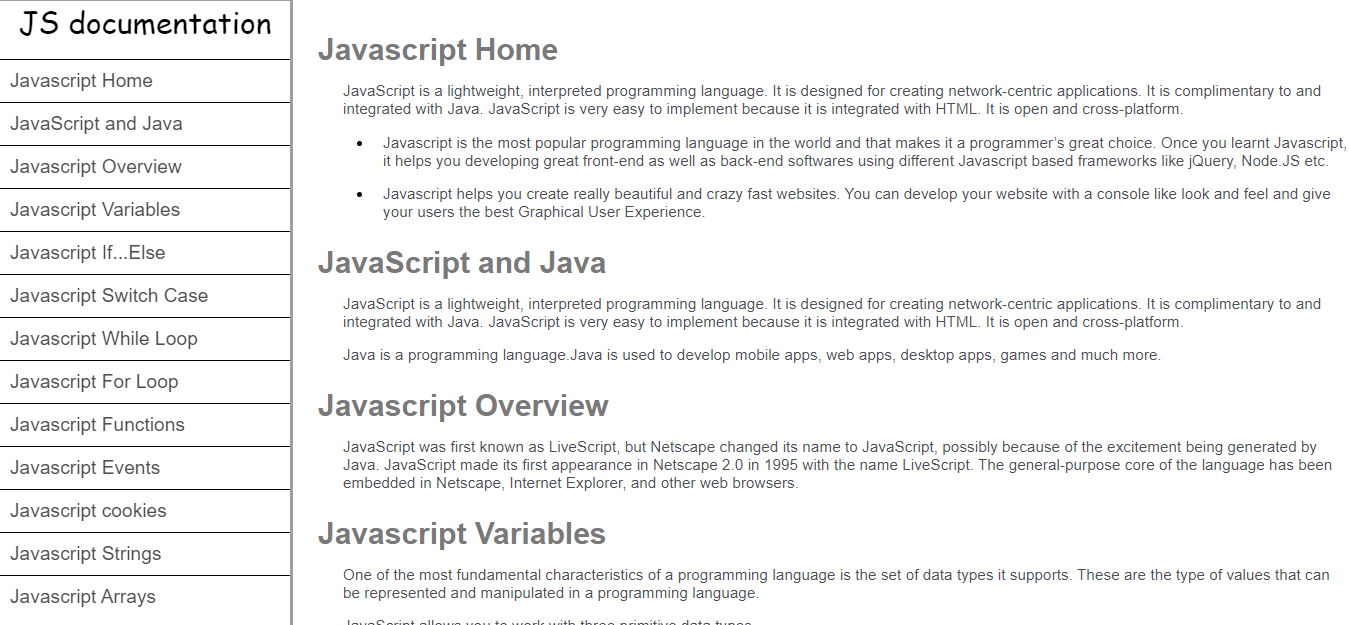 JS documentation
Javascript Home
JavaScript and Java
Javascript Overview
Javascript Variables
Javascript If...Else
Javascript Switch Case
Javascript While Loop
Javascript For Loop
Javascript Functions
Javascript Events
Javascript cookies
Javascript Strings
Javascript Arrays
Javascript Home
JavaScript is a lightweight, interpreted programming language. It is designed for creating network-centric applications. It is complimentary to and
integrated with Java. JavaScript is very easy to implement because it is integrated with HTML. It is open and cross-platform.
Javascript is the most popular programming language in the world and that makes it a programmer’s great choice. Once you learnt Javascript,
it helps you developing great front-end as well as back-end softwares using different Javascript based frameworks like jQuery, Node.JS etc.
Javascript helps you create really beautiful and crazy fast websites. You can develop your website with a console like look and feel and give
your users the best Graphical User Experience.
JavaScript and Java
JavaScript is a lightweight, interpreted programming language. It is designed for creating network-centric applications. It is complimentary to and
integrated with Java. JavaScript is very easy to implement because it is integrated with HTML. It is open and cross-platform.
Java is a programming language.Java is used to develop mobile apps, web apps, desktop apps, games and much more.
Javascript Overview
JavaScript was first known as LiveScript, but Netscape changed its name to JavaScript, possibly because of the excitement being generated by
Java. JavaScript made its first appearance in Netscape 2.0 in 1995 with the name LiveScript. The general-purpose core of the language has been
embedded in Netscape, Internet Explorer, and other web browsers.
Javascript Variables
One of the most fundamental characteristics of a programming language is the set of data types it supports. These are the type of values that can
be represented and manipulated in a programming language.
JavaScript allows you to work with three primitive data types